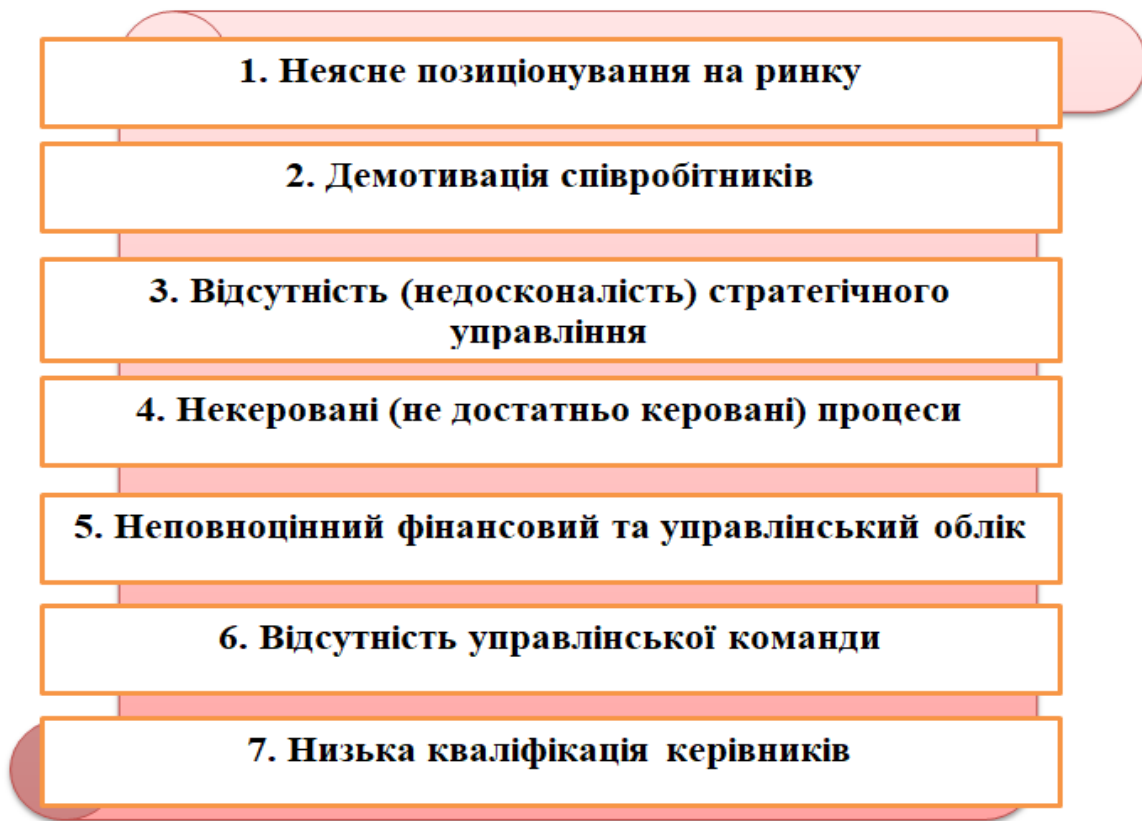 1. Неясне позиціонування на ринку
2. Демотивація співробітників
3. Відсутність (недосконалість) стратегічного
управління
4. Некеровані (не достатньо керовані) процеси
5. Неповноцінний фінансовий та управлінський облік
6. Відсутність управлінської команди
7. Низька кваліфікація керівників